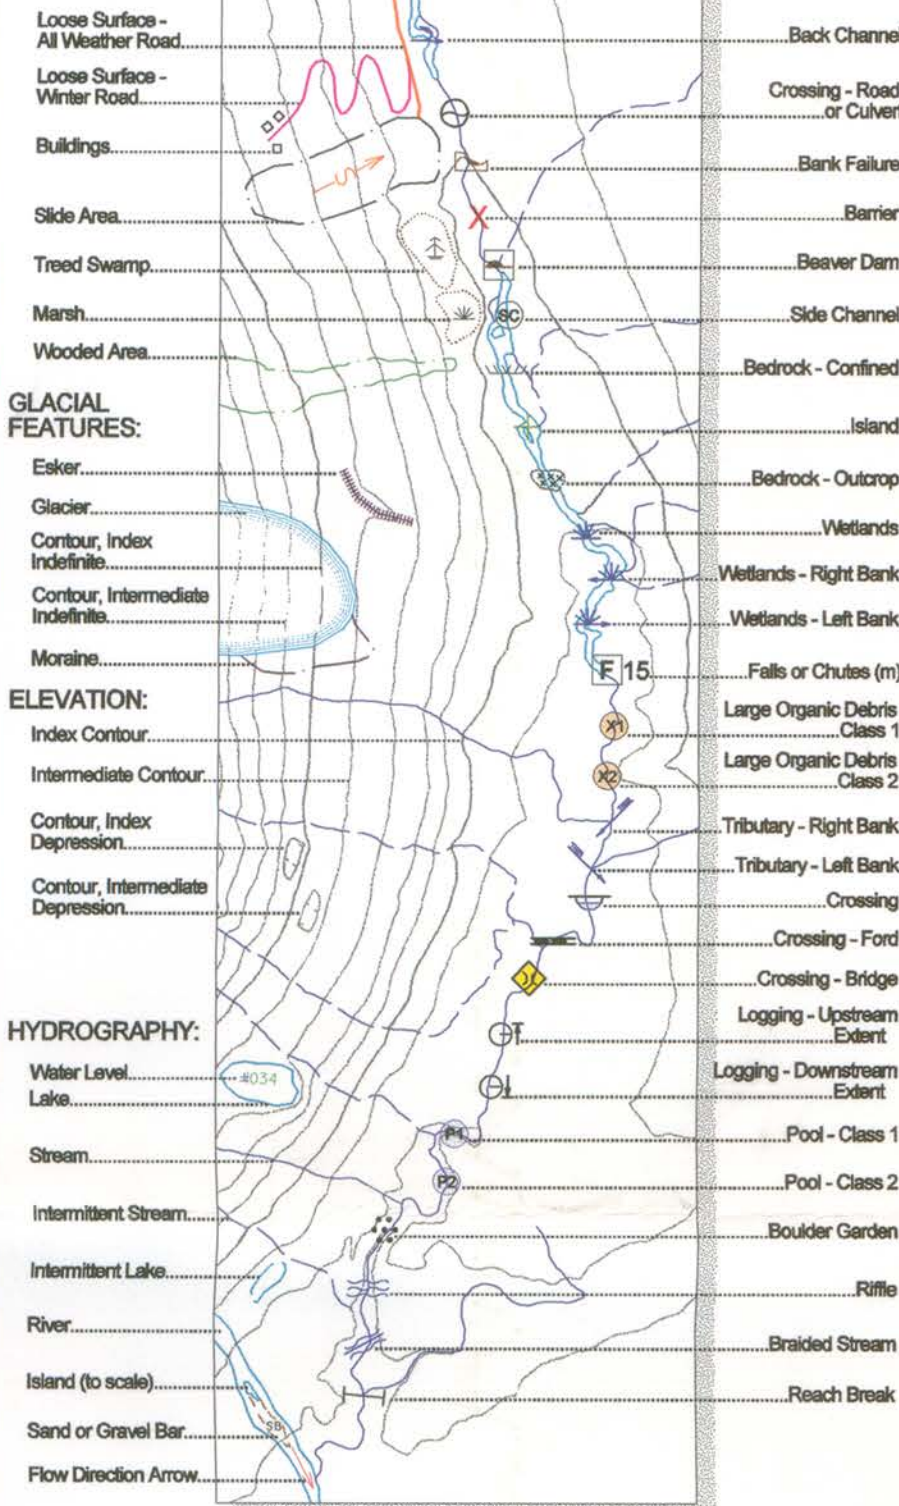 Loose Surface -
All Weather Road
Loose Surface -
Winter Road
Buildings
Slide Area
Treed Swamp
Marsh
Wooded Area
GLACIAL
FEATURES:
Esker
Glacier
Contour, Index
Indefinite
Contour, Intermediate
Indefinite
Moraine
ELEVATION:
Index Contour
Intermediate Contour
Contour, Index
Depression
Contour, Intermediate
Depression
HYDROGRAPHY:
Water Level
Lake
Stream
Intermittent Stream
Intermittent Lake
River
Island (to scale)
Sand or Gravel Bar
Flow Direction Arrow
S
X
SC
F 15
X1
X2
#034
P1
P2
SB
Back Channel
Crossing - Road
or Culver
Bank Failure
Barrier
Beaver Dam
Side Channel
Bedrock - Confined
Island
Bedrock - Outcrop
Wetlands
Wetlands - Right Bank
Wetlands - Left Bank
Falls or Chutes (m)
Large Organic Debris
Class 1
Large Organic Debris
Class 2
Tributary - Right Bank
Tributary - Left Bank
Crossing
Crossing - Ford
Crossing - Bridge
Logging - Upstream
Extent
Logging - Downstream
Extent
Pool - Class 1
Pool - Class 2
Boulder Garden
Riffle
Braided Stream
Reach Break